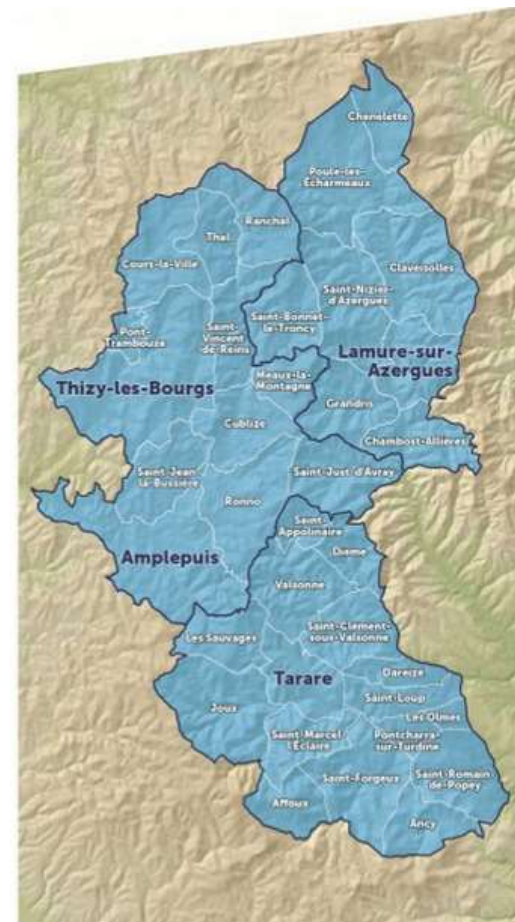 Chenelette
Poule-les-
Écharmeaux
Ranchal
Thel
Cours-la-Ville
Claveisolles
Saint-Nizier-
d'Azergues
Saint-Bonnet-
le-Troncy
Pont-
Trambouze
Saint-
Vincent
de-Reins
Lamure-sur-
Azergues
Meaux-la-
Montagne
Thizy-les-Bourgs
Grandris
Cublize
Chambost-Allières
Saint-Jean
la-Bussière
Saint-Just-d'Avray
Ronno
Saint-
Appolinaire
Amplepuis
Dième
Valsonne
Saint-Clément-
sous-Valsonne
Les Sauvages
Dareizé
Tarare
Saint-Loup
Joux
Les Olmes
Saint-Marcel
l'Éclairé
Pontcharra-
sur-Turdine
Saint-Forgeux
Saint-Romain
de-Popey
Affoux
Ancy